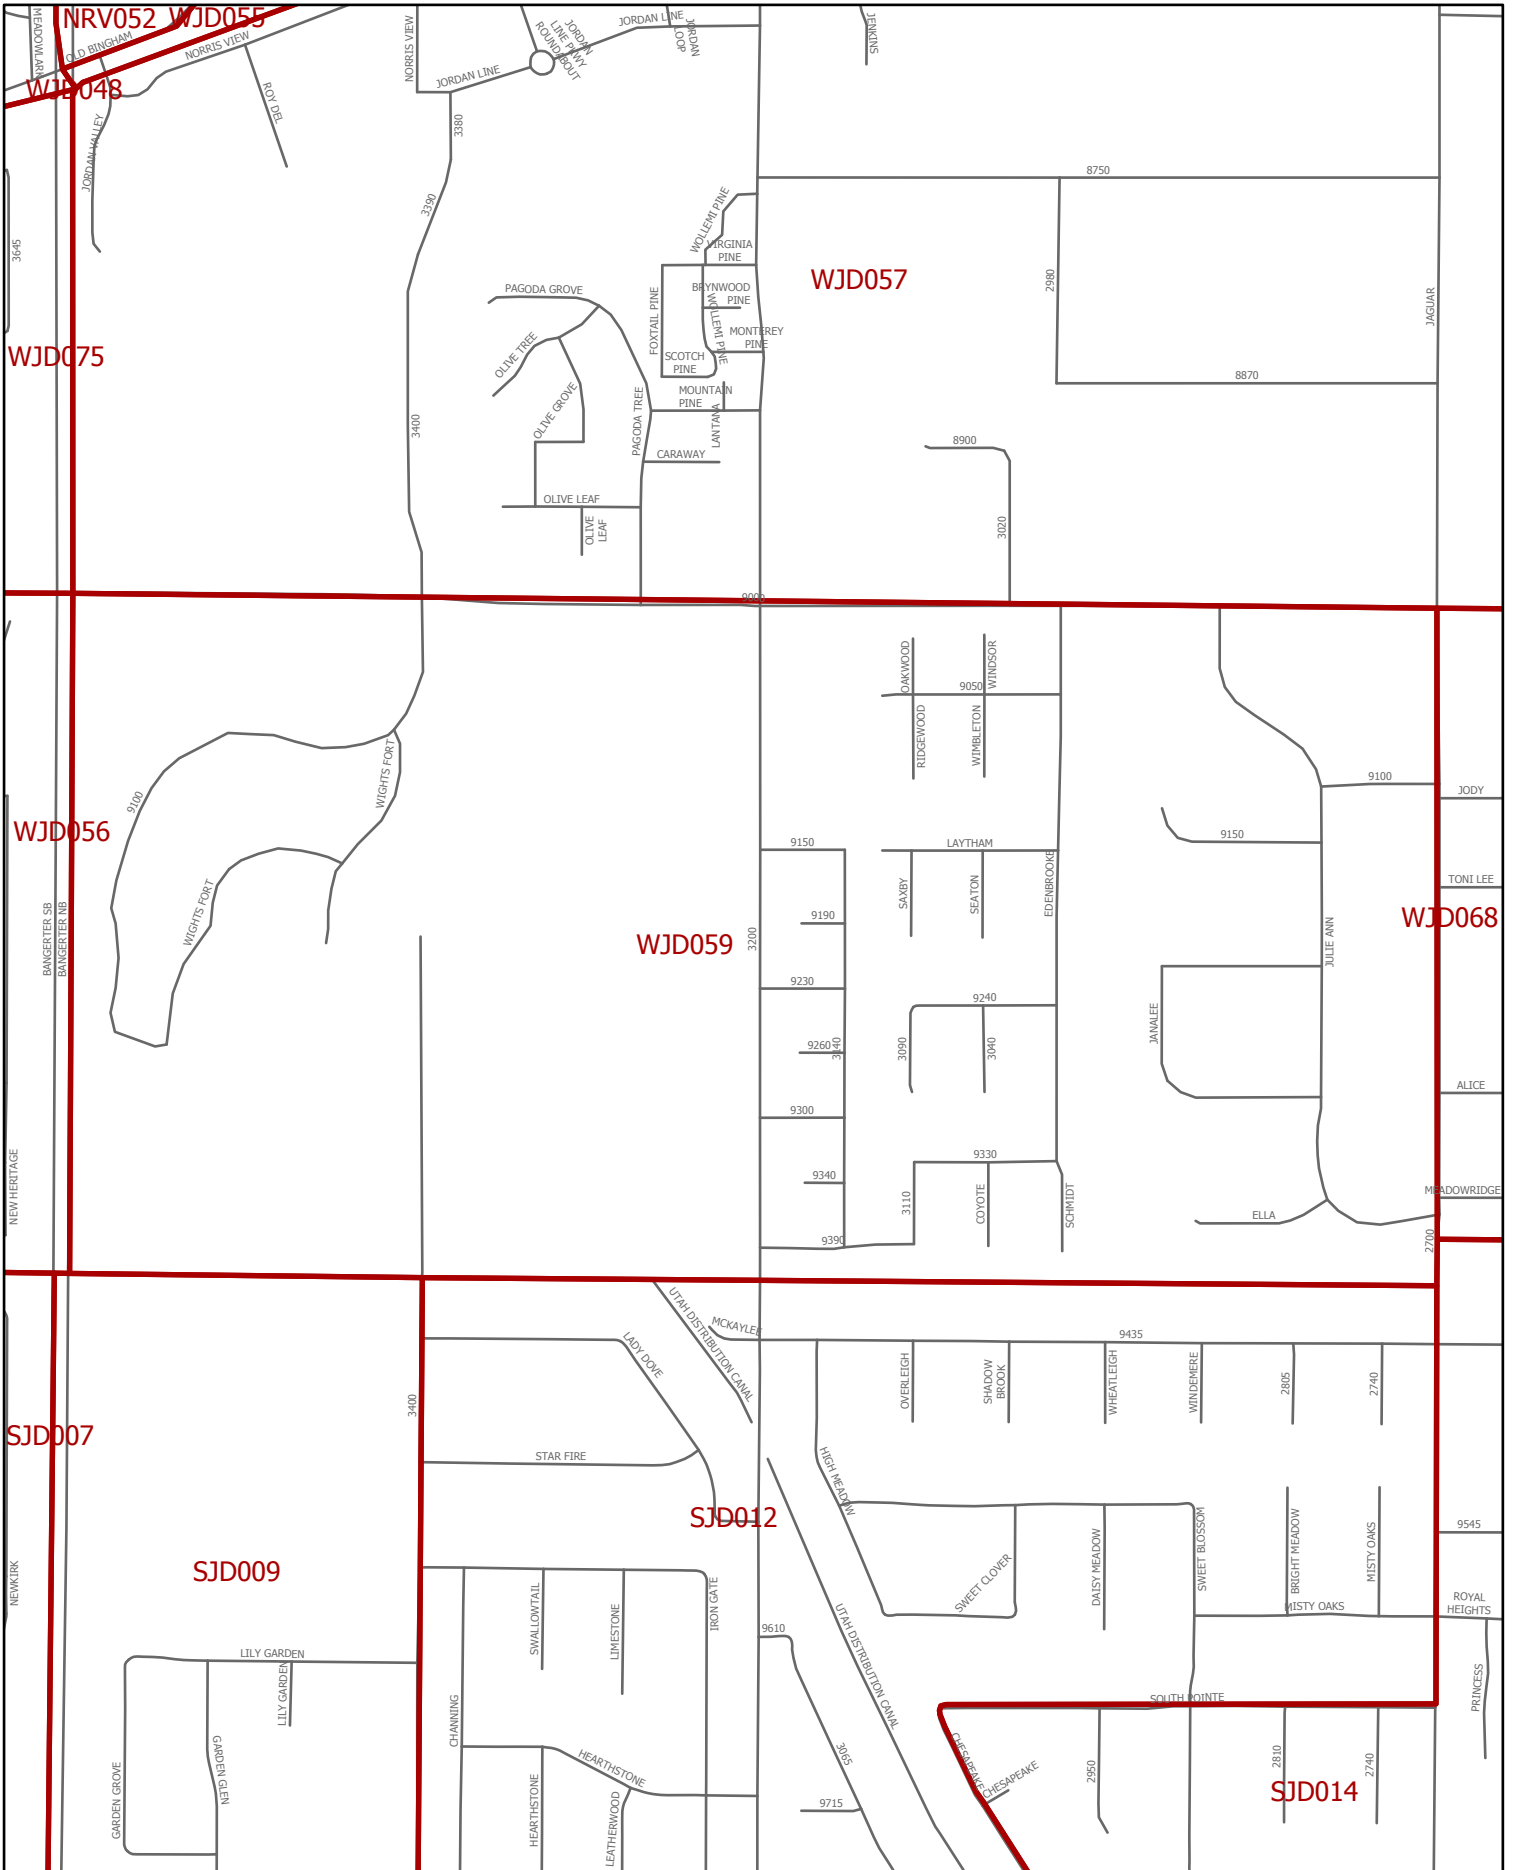 MEADOWLARK
NRV052
WJD055
OLD BINGHAM
NORRIS VIEW
WJD048
ROY DEL
JORDAN VALLEY
NORRIS VIEW
JORDAN LINE
JORDAN
LINE PKWY
ROUNDABOUT
JORDAN LINE
JORDAN
LOOP
JENKINS
3380
3390
3645
8750
WOLLEMI PINE
VIRGINIA
PINE
WJD057
2980
JAGUAR
PAGODA GROVE
BRYNWOOD
PINE
FOXTAIL PINE
WOLLEMI PINE
MONTEREY
PINE
WJD075
OLIVE TREE
SCOTCH
PINE
8870
MOUNTAIN
PINE
LANTANA
OLIVE GROVE
PAGODA TREE
3400
8900
CARAWAY
OLIVE LEAF
OLIVE
LEAF
3020
9000
OAKWOOD
WINDSOR
9050
RIDGEWOOD
WIMBLETON
WIGHTS FORT
9100
9100
JODY
WJD056
9150
LAYTHAM
9150
EDENBROOKE
SAXBY
SEATON
TONI LEE
WIGHTS FORT
9190
WJD068
BANGERTER SB
BANGERTER NB
WJD059
3200
JULIE ANN
9230
9240
JANALEE
9260
3140
3090
3040
ALICE
9300
NEW HERITAGE
9330
9340
3110
COYOTE
SCHMIDT
MEADOWRIDGE
ELLA
9390
2700
UTAH DISTRIBUTION CANAL
MCKAYLEE
LADY DOVE
9435
OVERLEIGH
SHADOW
BROOK
WHEATLEIGH
WINDEMERE
2805
2740
3400
SJD007
STAR FIRE
HIGH MEADOW
SJD012
9545
SWEET BLOSSOM
BRIGHT MEADOW
MISTY OAKS
DAISY MEADOW
SWEET CLOVER
SJD009
NEWKIRK
SWALLOWTAIL
LIMESTONE
IRON GATE
MISTY OAKS
ROYAL
HEIGHTS
9610
UTAH DISTRIBUTION CANAL
LILY GARDEN
LILY GARDEN
PRINCESS
SOUTH POINTE
CHANNING
GARDEN GLEN
HEARTHSTONE
3065
CHESAPEAKE
CHESAPEAKE
2950
2810
2740
SJD014
GARDEN GROVE
HEARTHSTONE
LEATHERWOOD
9715